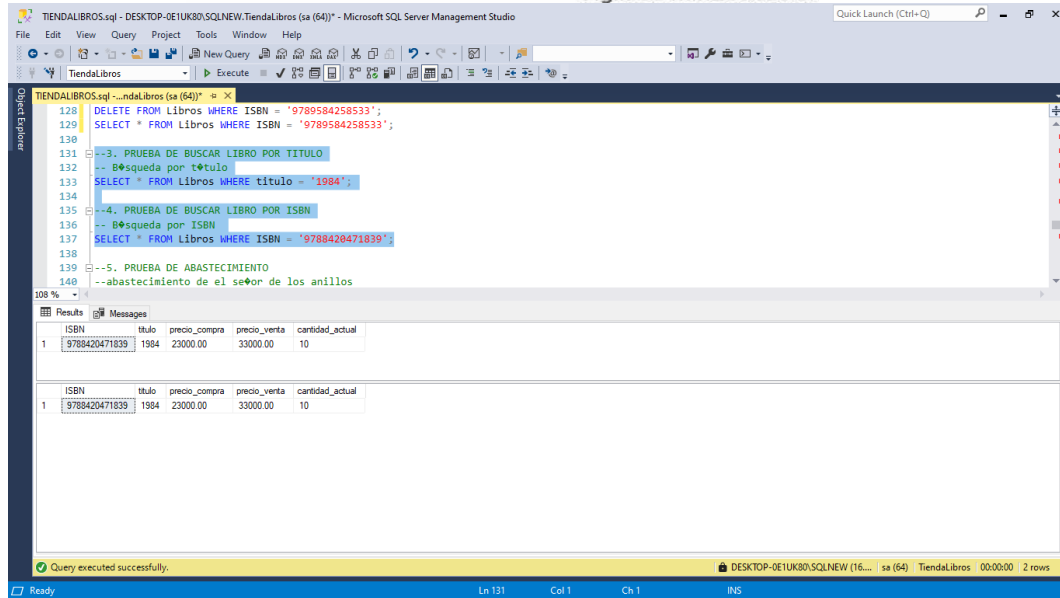 TIENDALIBROS.sql - DESKTOP-0E1UK80\SQLNEW.TiendaLibros (sa (64))* - Microsoft SQL Server Management Studio
Quick Launch (Ctrl+Q)
File Edit View Query Project Tools Window Help
New Query
TiendaLibros
Execute
Object Explorer
TIENDALIBROS.sql -...ndaLibros (sa (64))*
128 DELETE FROM Libros WHERE ISBN = '9789584258533';
129 SELECT * FROM Libros WHERE ISBN = '9789584258533';
130
131 --3. PRUEBA DE BUSCAR LIBRO POR TITULO
132 -- B�squeda por t�tulo
133 SELECT * FROM Libros WHERE titulo = '1984';
134
135 --4. PRUEBA DE BUSCAR LIBRO POR ISBN
136 -- B�squeda por ISBN
137 SELECT * FROM Libros WHERE ISBN = '9788420471839';
138
139 --5. PRUEBA DE ABASTECIMIENTO
140 --abastecimiento de el se�or de los anillos
108 %
Results Messages
ISBN titulo precio_compra precio_venta cantidad_actual
1 9788420471839 1984 23000.00 33000.00 10
ISBN titulo precio_compra precio_venta cantidad_actual
1 9788420471839 1984 23000.00 33000.00 10
Query executed successfully.
DESKTOP-0E1UK80\SQLNEW (16.... sa (64) TiendaLibros 00:00:00 2 rows
Ready Ln 131 Col 1 Ch 1 INS